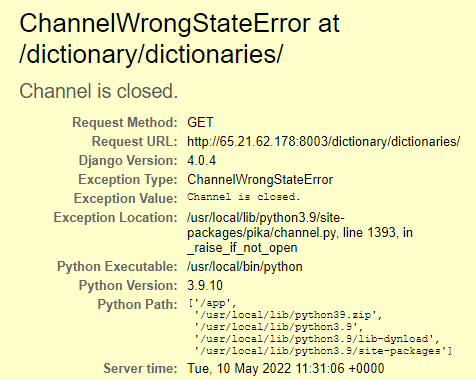 ChannelWrongStateError at
/dictionary/dictionaries/
Channel is closed.
Request Method: GET
Request URL: http://65.21.62.178:8003/dictionary/dictionaries/
Django Version: 4.0.4
Exception Type: ChannelWrongStateError
Exception Value: Channel is closed.
Exception Location: /usr/local/lib/python3.9/site-
packages/pika/channel.py, line 1393, in
_raise_if_not_open
Python Executable: /usr/local/bin/python
Python Version: 3.9.10
Python Path: ['/app',
'/usr/local/lib/python39.zip',
'/usr/local/lib/python3.9',
'/usr/local/lib/python3.9/lib-dynload',
'/usr/local/lib/python3.9/site-packages']
Server time: Tue, 10 May 2022 11:31:06 +0000